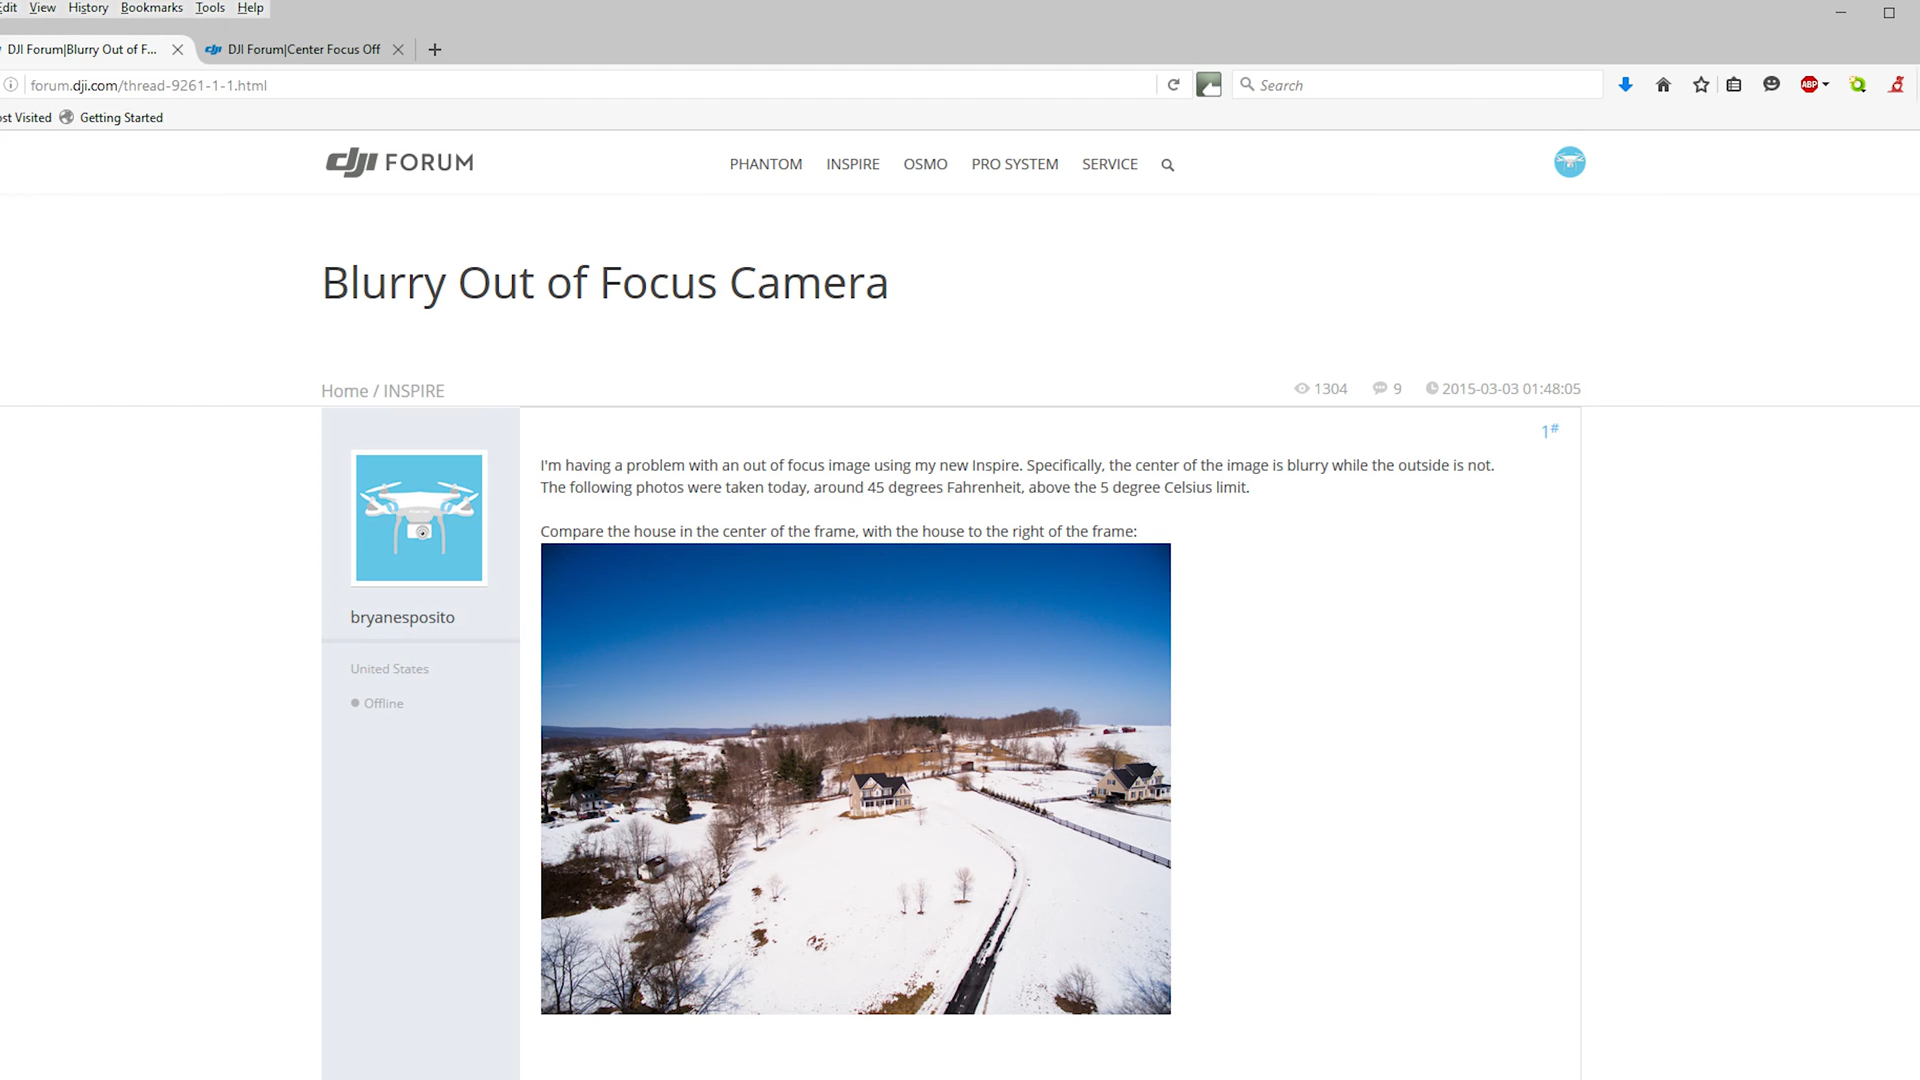 Edit View History Bookmarks Tools Help
DJI Forum|Blurry Out of F... DJI Forum|Center Focus Off
forum.dji.com/thread-9261-1-1.html
Search
ABP
ost Visited Getting Started
dji FORUM
PHANTOM INSPIRE OSMO PRO SYSTEM SERVICE
Blurry Out of Focus Camera
Home / INSPIRE
1304 9 2015-03-03 01:48:05
1#
I'm having a problem with an out of focus image using my new Inspire. Specifically, the center of the image is blurry while the outside is not.
The following photos were taken today, around 45 degrees Fahrenheit, above the 5 degree Celsius limit.
Compare the house in the center of the frame, with the house to the right of the frame:
bryanesposito
United States
Offline